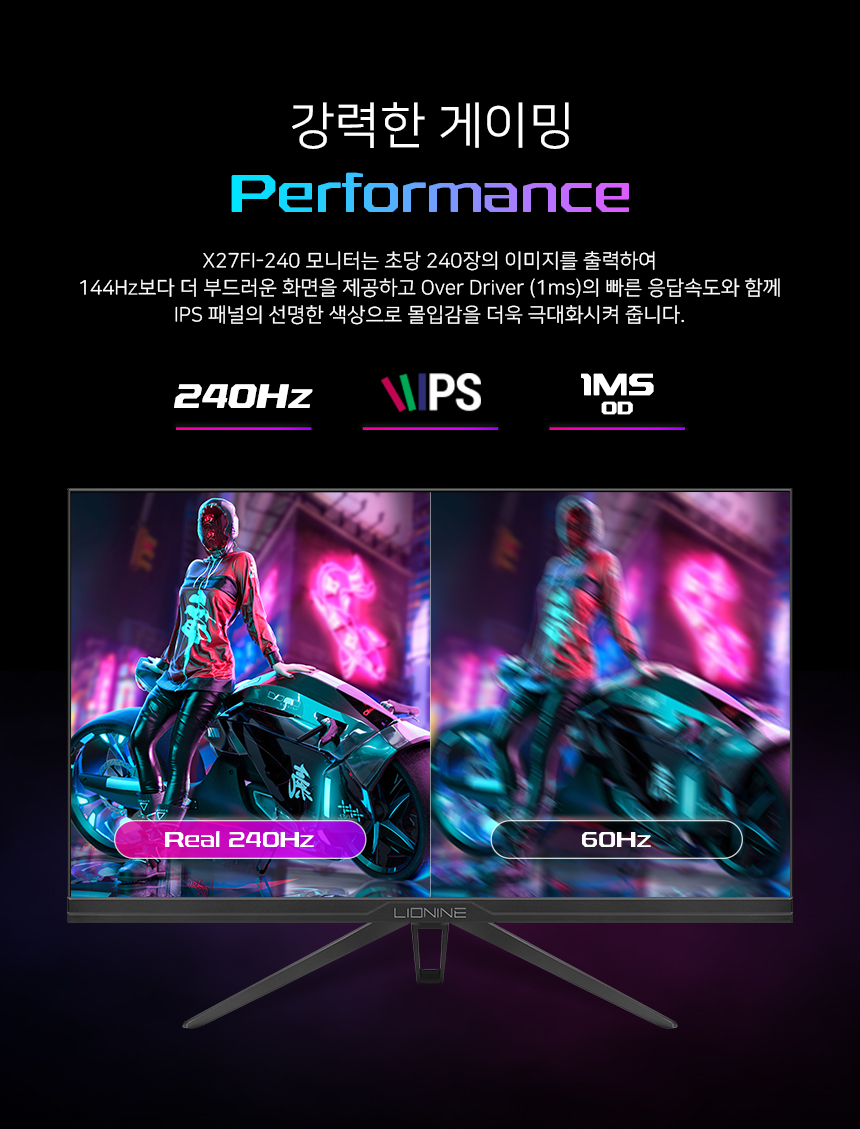 강력한 게이밍
Performance
X27FI-240 모니터는 초당 240장의 이미지를 출력하여
144Hz보다 더 부드러운 화면을 제공하고 Over Driver (1ms)의 빠른 응답속도와 함께
IPS 패널의 선명한 색상으로 몰입감을 더욱 극대화시켜 줍니다.
240Hz
IPS
1MS
OD
Real 240Hz
60Hz
LIONINE